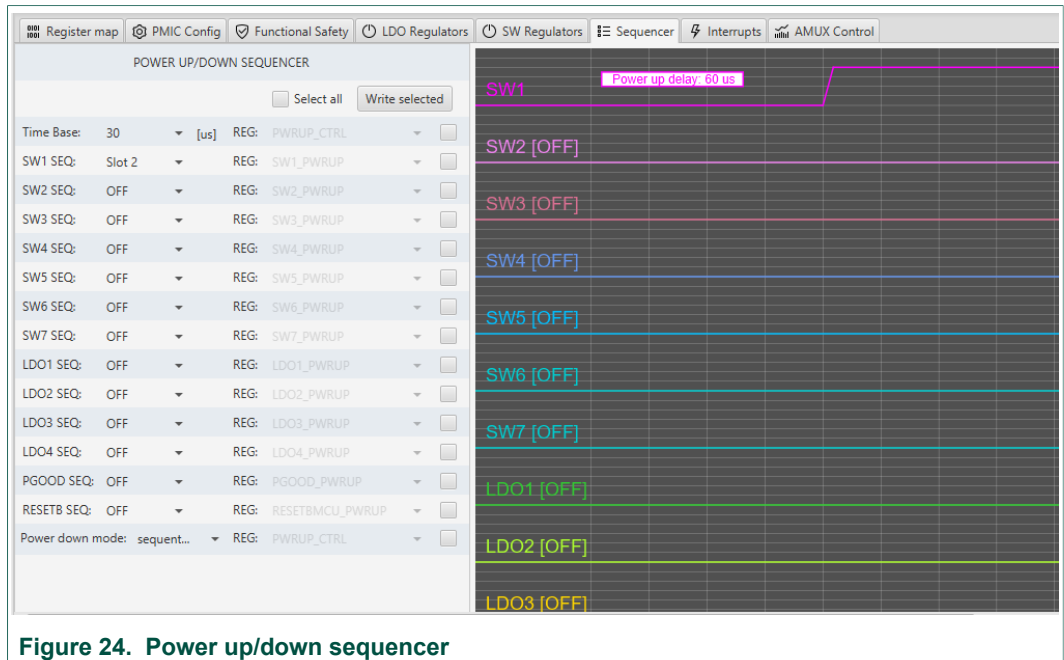 Register map PMIC Config Functional Safety LDO Regulators SW Regulators Sequencer Interrupts AMUX Control
POWER UP/DOWN SEQUENCER
Select all Write selected
Time Base: 30 [us] REG: PWRUP_CTRL
SW1 SEQ: Slot 2 REG: SW1_PWRUP
SW2 SEQ: OFF REG: SW2_PWRUP
SW3 SEQ: OFF REG: SW3_PWRUP
SW4 SEQ: OFF REG: SW4_PWRUP
SW5 SEQ: OFF REG: SW5_PWRUP
SW6 SEQ: OFF REG: SW6_PWRUP
SW7 SEQ: OFF REG: SW7_PWRUP
LDO1 SEQ: OFF REG: LDO1_PWRUP
LDO2 SEQ: OFF REG: LDO2_PWRUP
LDO3 SEQ: OFF REG: LDO3_PWRUP
LDO4 SEQ: OFF REG: LDO4_PWRUP
PGOOD SEQ: OFF REG: PGOOD_PWRUP
RESETB SEQ: OFF REG: RESETBMCU_PWRUP
Power down mode: sequent... REG: PWRUP_CTRL
SW1 Power up delay: 60 us
SW2 [OFF]
SW3 [OFF]
SW4 [OFF]
SW5 [OFF]
SW6 [OFF]
SW7 [OFF]
LDO1 [OFF]
LDO2 [OFF]
LDO3 [OFF]
Figure 24. Power up/down sequencer